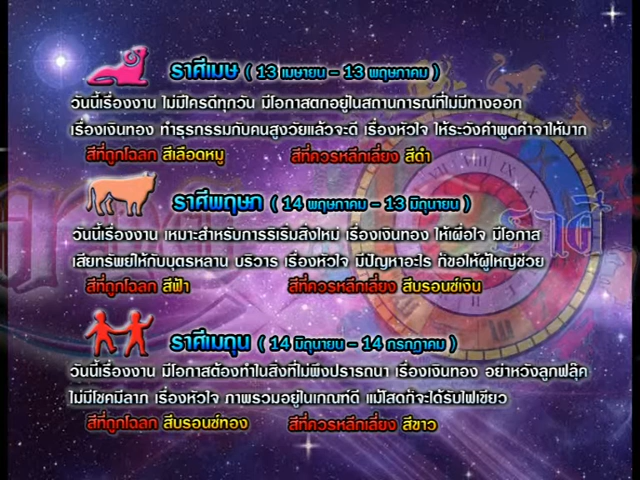 ราศีเมษ ( 13 เมษายน - 13 พฤษภาคม )
วันนี้เรื่องงาน ไม่มีใครดีทุกวัน มีโอกาสตกอยู่ในสถานการณ์ที่ไม่มีทางออก
เรื่องเงินทอง ทำธุรกรรมกับคนสูงวัยแล้วจะดี เรื่องหัวใจ ให้ระวังคำพูดคำจาให้มาก
สีที่ถูกโฉลก สีเลือดหมู สีที่ควรหลีกเลี่ยง สีดำ
ราศีพฤษภ ( 14 พฤษภาคม - 13 มิถุนายน )
วันนี้เรื่องงาน เหมาะสำหรับการริเริ่มสิ่งใหม่ เรื่องเงินทอง ให้เผื่อใจ มีโอกาส
เสียทรัพย์ให้กับบุตรหลาน บริวาร เรื่องหัวใจ มีปัญหาอะไร ก็ขอให้ผู้ใหญ่ช่วย
สีที่ถูกโฉลก สีฟ้า สีที่ควรหลีกเลี่ยง สีบรอนซ์เงิน
ราศีเมถุน ( 14 มิถุนายน - 14 กรกฎาคม )
วันนี้เรื่องงาน มีโอกาสต้องทำในสิ่งที่ไม่พึงปรารถนา เรื่องเงินทอง อย่าหวังลูกฟลุ๊ค
ไม่มีโชคมีลาภ เรื่องหัวใจ ภาพรวมอยู่ในเกณฑ์ดี แม้โสดก็จะได้รับไฟเขียว
สีที่ถูกโฉลก สีบรอนซ์ทอง สีที่ควรหลีกเลี่ยง สีขาว
ราศี